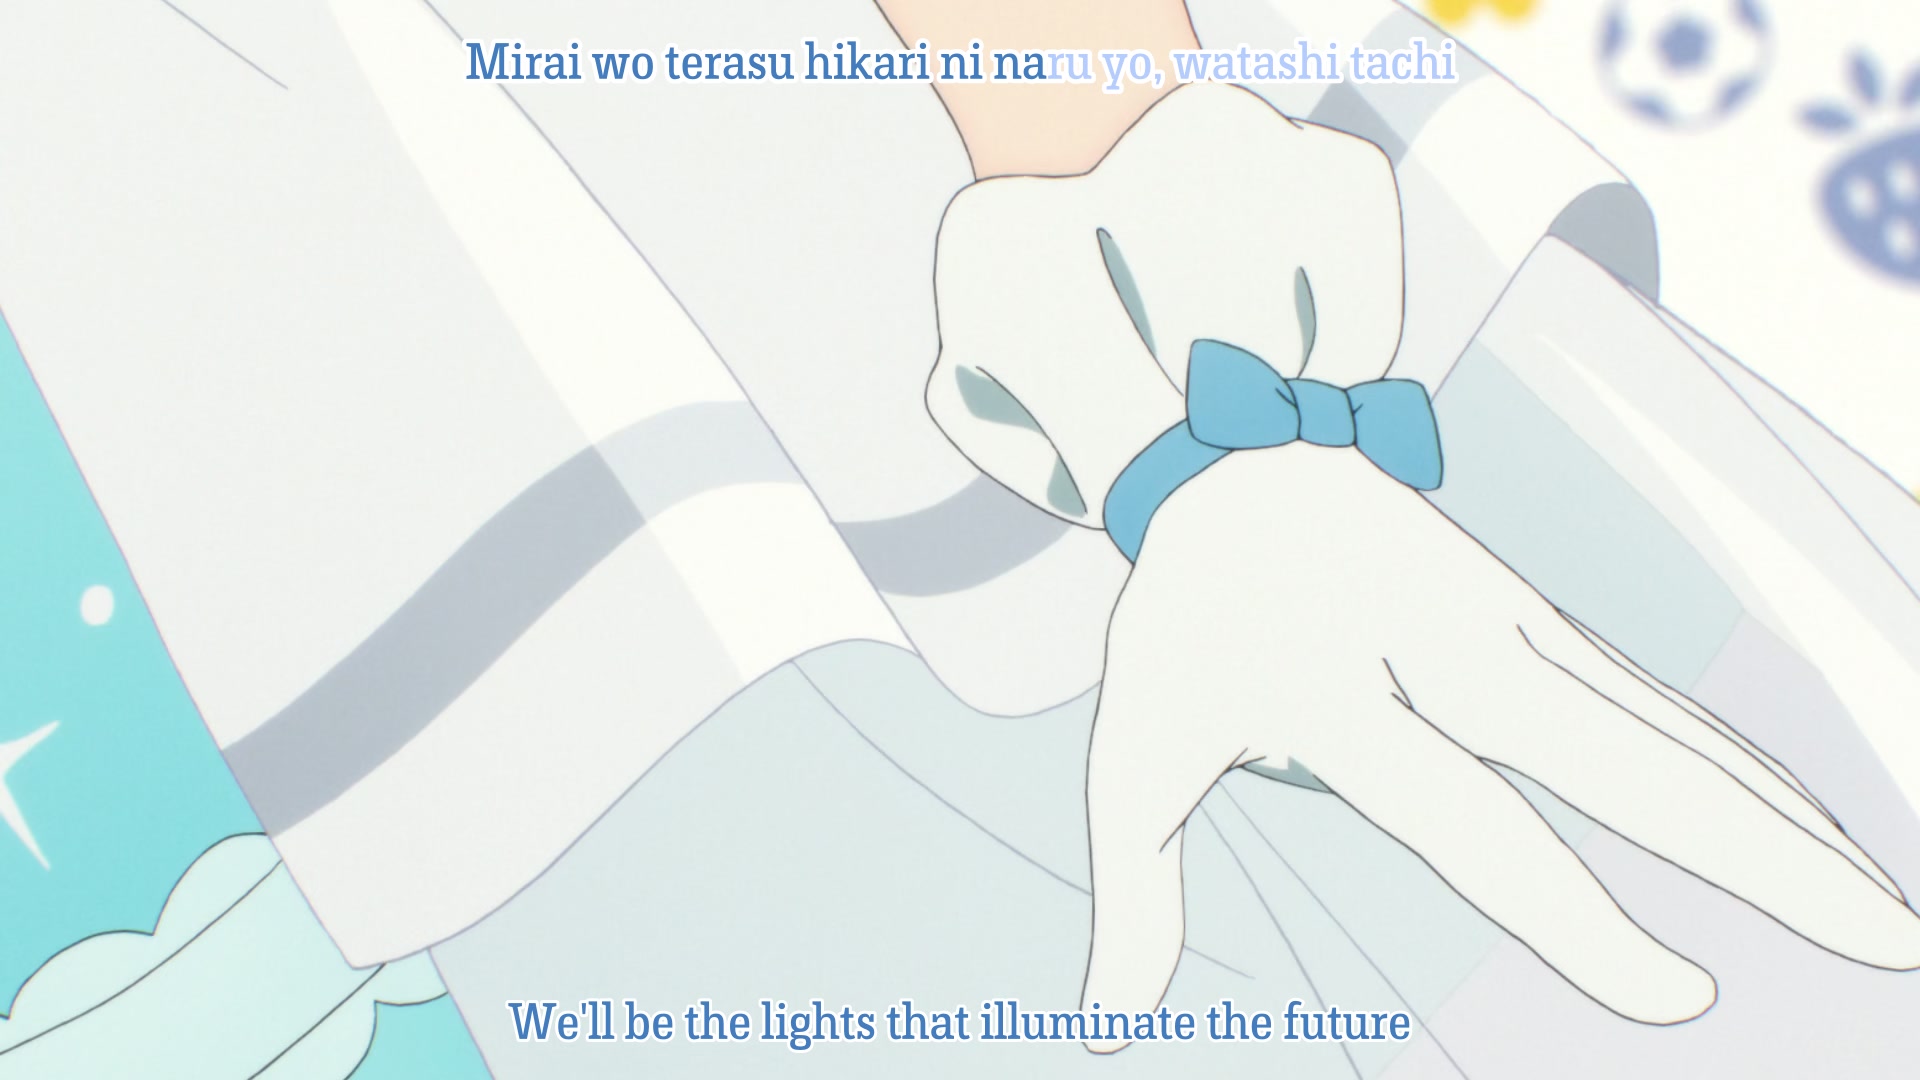 Mirai wo terasu hikari ni naru yo, watashi tachi
We'll be the lights that illuminate the future